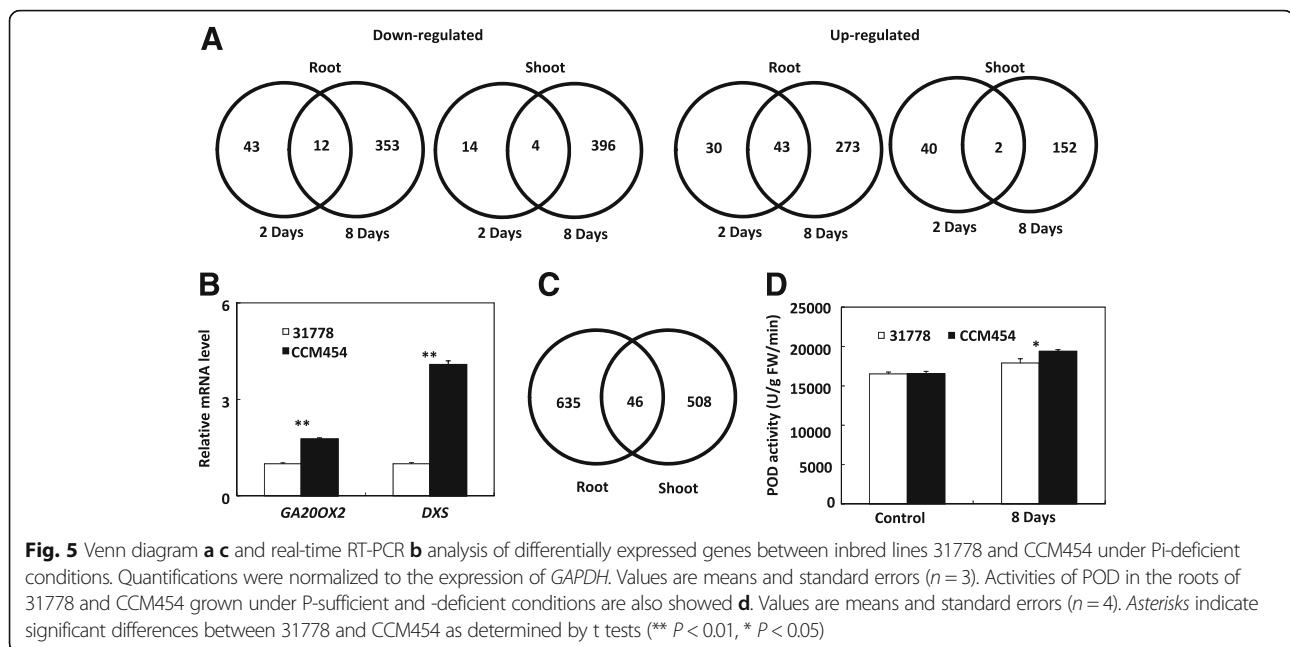 A
Down-regulated
Up-regulated
Root
Shoot
Root
Shoot
43 12 353
14 4 396
30 43 273
40 2 152
2 Days 8 Days
2 Days 8 Days
2 Days 8 Days
2 Days 8 Days
B
Relative mRNA level
6
3
0
31778
CCM454
**
**
GA20OX2 DXS
C
635 46 508
Root Shoot
D
POD activity (U/g FW/min)
25000
20000
15000
10000
5000
0
31778 CCM454
*
Control 8 Days
Fig. 5 Venn diagram a c and real-time RT-PCR b analysis of differentially expressed genes between inbred lines 31778 and CCM454 under Pi-deficient
conditions. Quantifications were normalized to the expression of GAPDH. Values are means and standard errors (n = 3). Activities of POD in the roots of
31778 and CCM454 grown under P-sufficient and -deficient conditions are also showed d. Values are means and standard errors (n = 4). Asterisks indicate
significant differences between 31778 and CCM454 as determined by t tests (** P < 0.01, * P < 0.05)